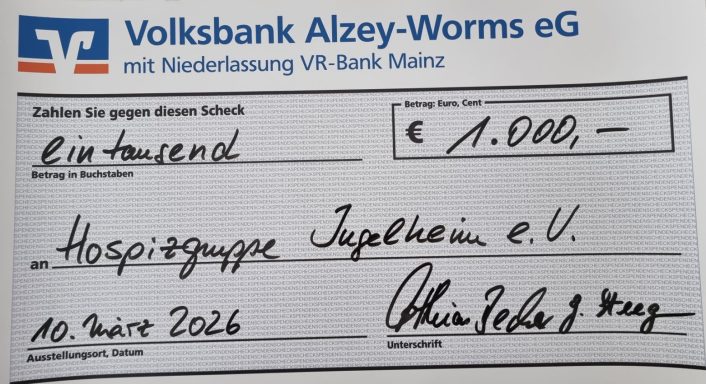 Volksbank Alzey-Worms eG
mit Niederlassung VR-Bank Mainz
Zahlen Sie gegen diesen Scheck
Betrag: Euro, Cent
€ 1.000,—
eintausend
Betrag in Buchstaben
an Hospizgruppe Ingelheim e.V.
10. März 2026
Ausstellungsort, Datum
Unterschrift